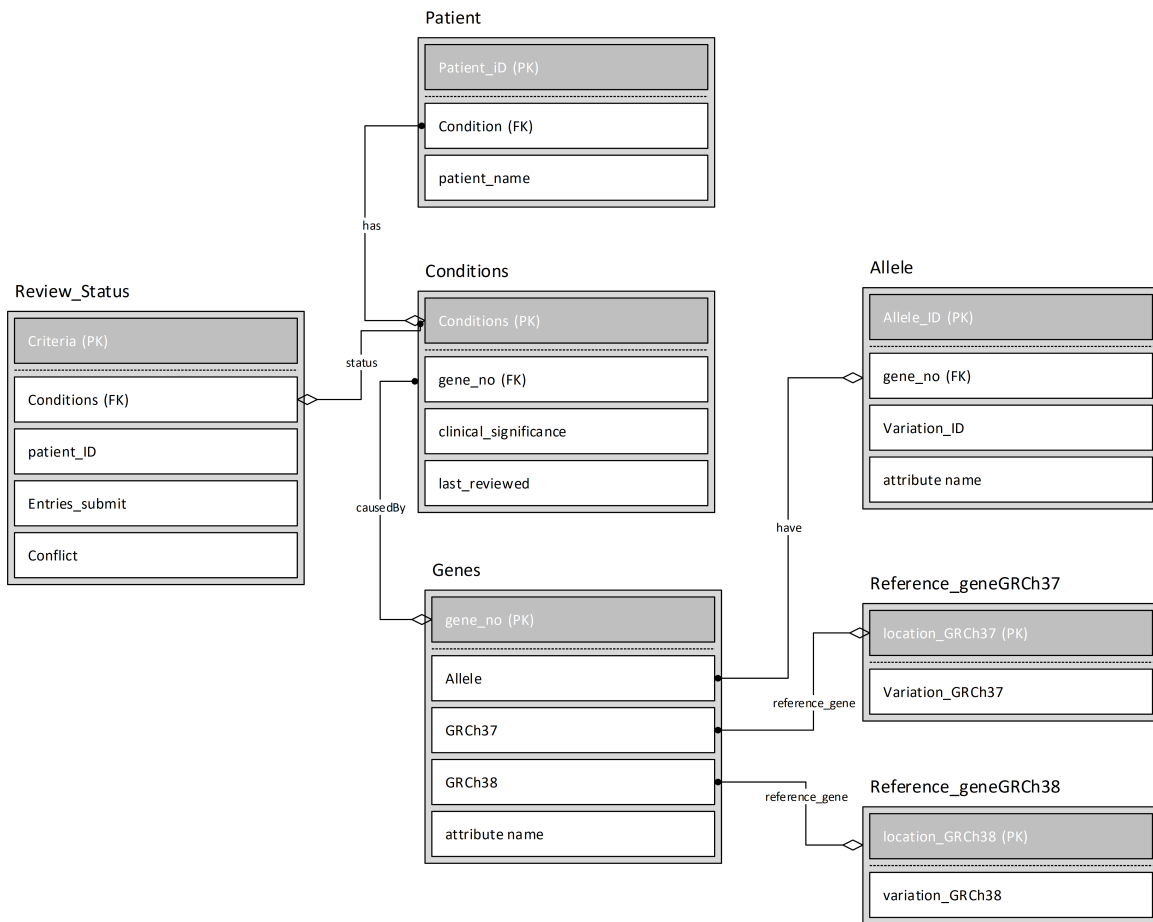 Patient
Patient_iD (PK)
Condition (FK)
patient_name
has
Conditions
Conditions (PK)
gene_no (FK)
clinical_significance
last_reviewed
Review_Status
Criteria (PK)
Conditions (FK)
patient_ID
Entries_submit
Conflict
status
causedBy
Genes
gene_no (PK)
Allele
GRCh37
GRCh38
attribute name
have
reference_gene
reference_gene
Allele
Allele_ID (PK)
gene_no (FK)
Variation_ID
attribute name
Reference_geneGRCh37
location_GRCh37 (PK)
Variation_GRCh37
Reference_geneGRCh38
location_GRCh38 (PK)
variation_GRCh38